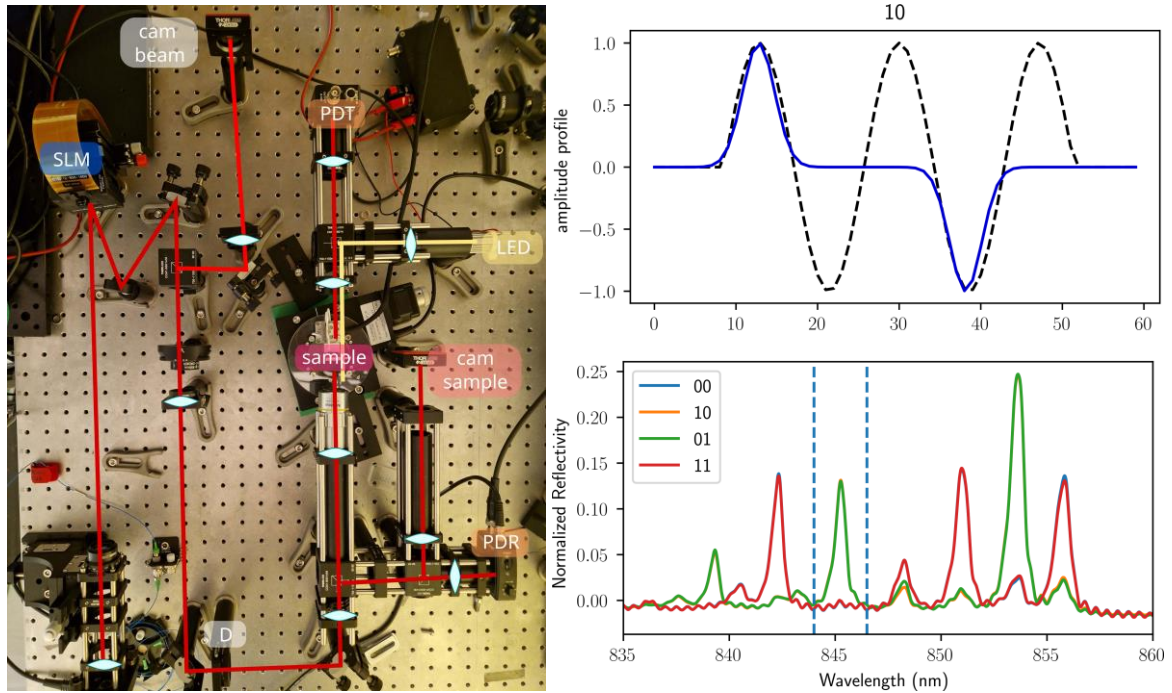 cam
beam
THORLABS
PDT
SLM
LED
sample
cam
sample
PDR
D
10
amplitude profile
1.0
0.5
0.0
−0.5
−1.0
0 10 20 30 40 50 60
Normalized Reflectivity
0.25
0.20
0.15
0.10
0.05
0.00
00
10
01
11
835 840 845 850 855 860
Wavelength (nm)